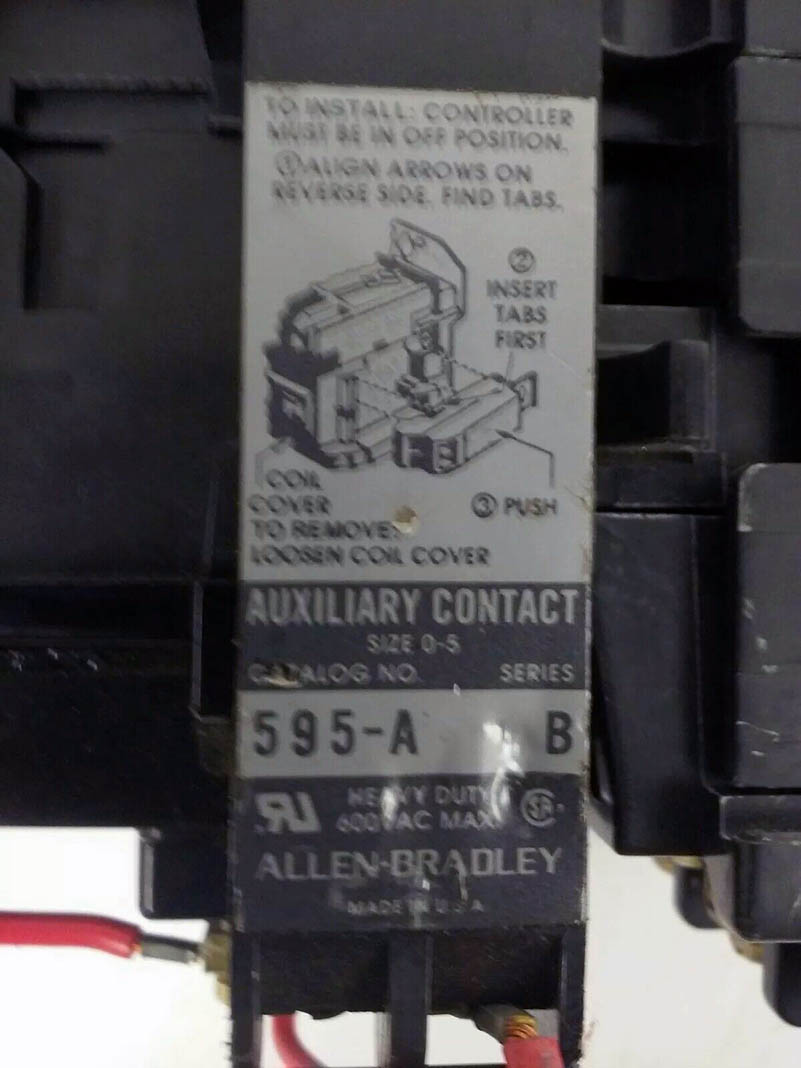 TO INSTALL: CONTROLLER
MUST BE IN OFF POSITION.
①ALIGN ARROWS ON
REVERSE SIDE. FIND TABS.
②
INSERT
TABS
FIRST
COIL
COVER
③ PUSH
TO REMOVE:
LOOSEN COIL COVER
AUXILIARY CONTACT
SIZE 0-5
CATALOG NO. SERIES
595-A B
HEAVY DUTY
600VAC MAX.
ALLEN-BRADLEY
MADE IN U S A